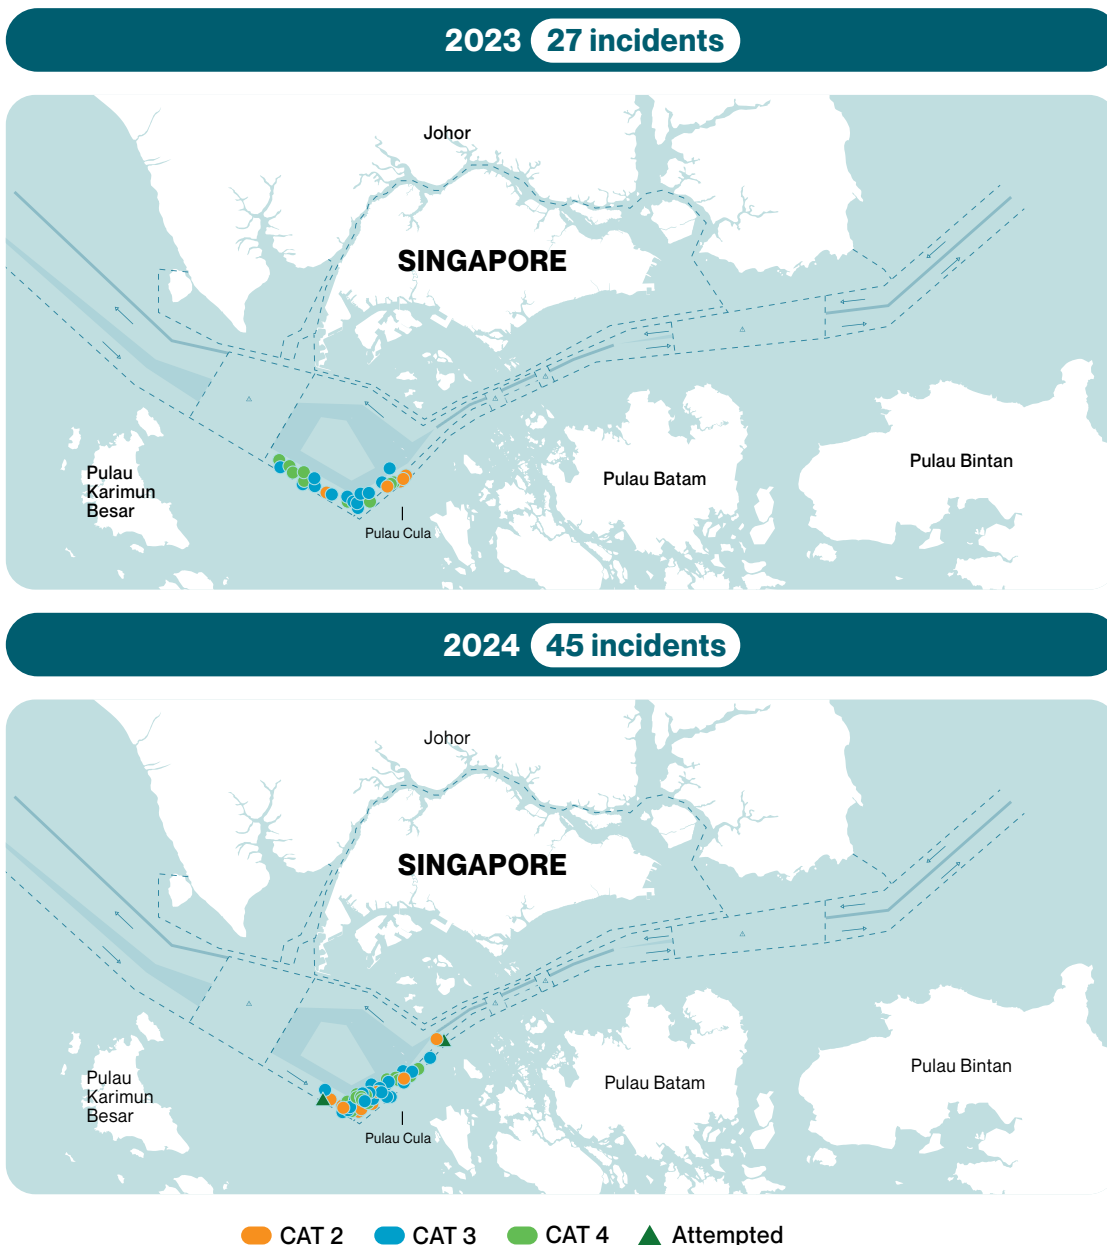 2023 27 incidents
Johor
SINGAPORE
Pulau
Karimun
Besar
Pulau Batam
Pulau Bintan
Pulau Cula
2024 45 incidents
Johor
SINGAPORE
Pulau
Karimun
Besar
Pulau Batam
Pulau Bintan
Pulau Cula
CAT 2 CAT 3 CAT 4 Attempted